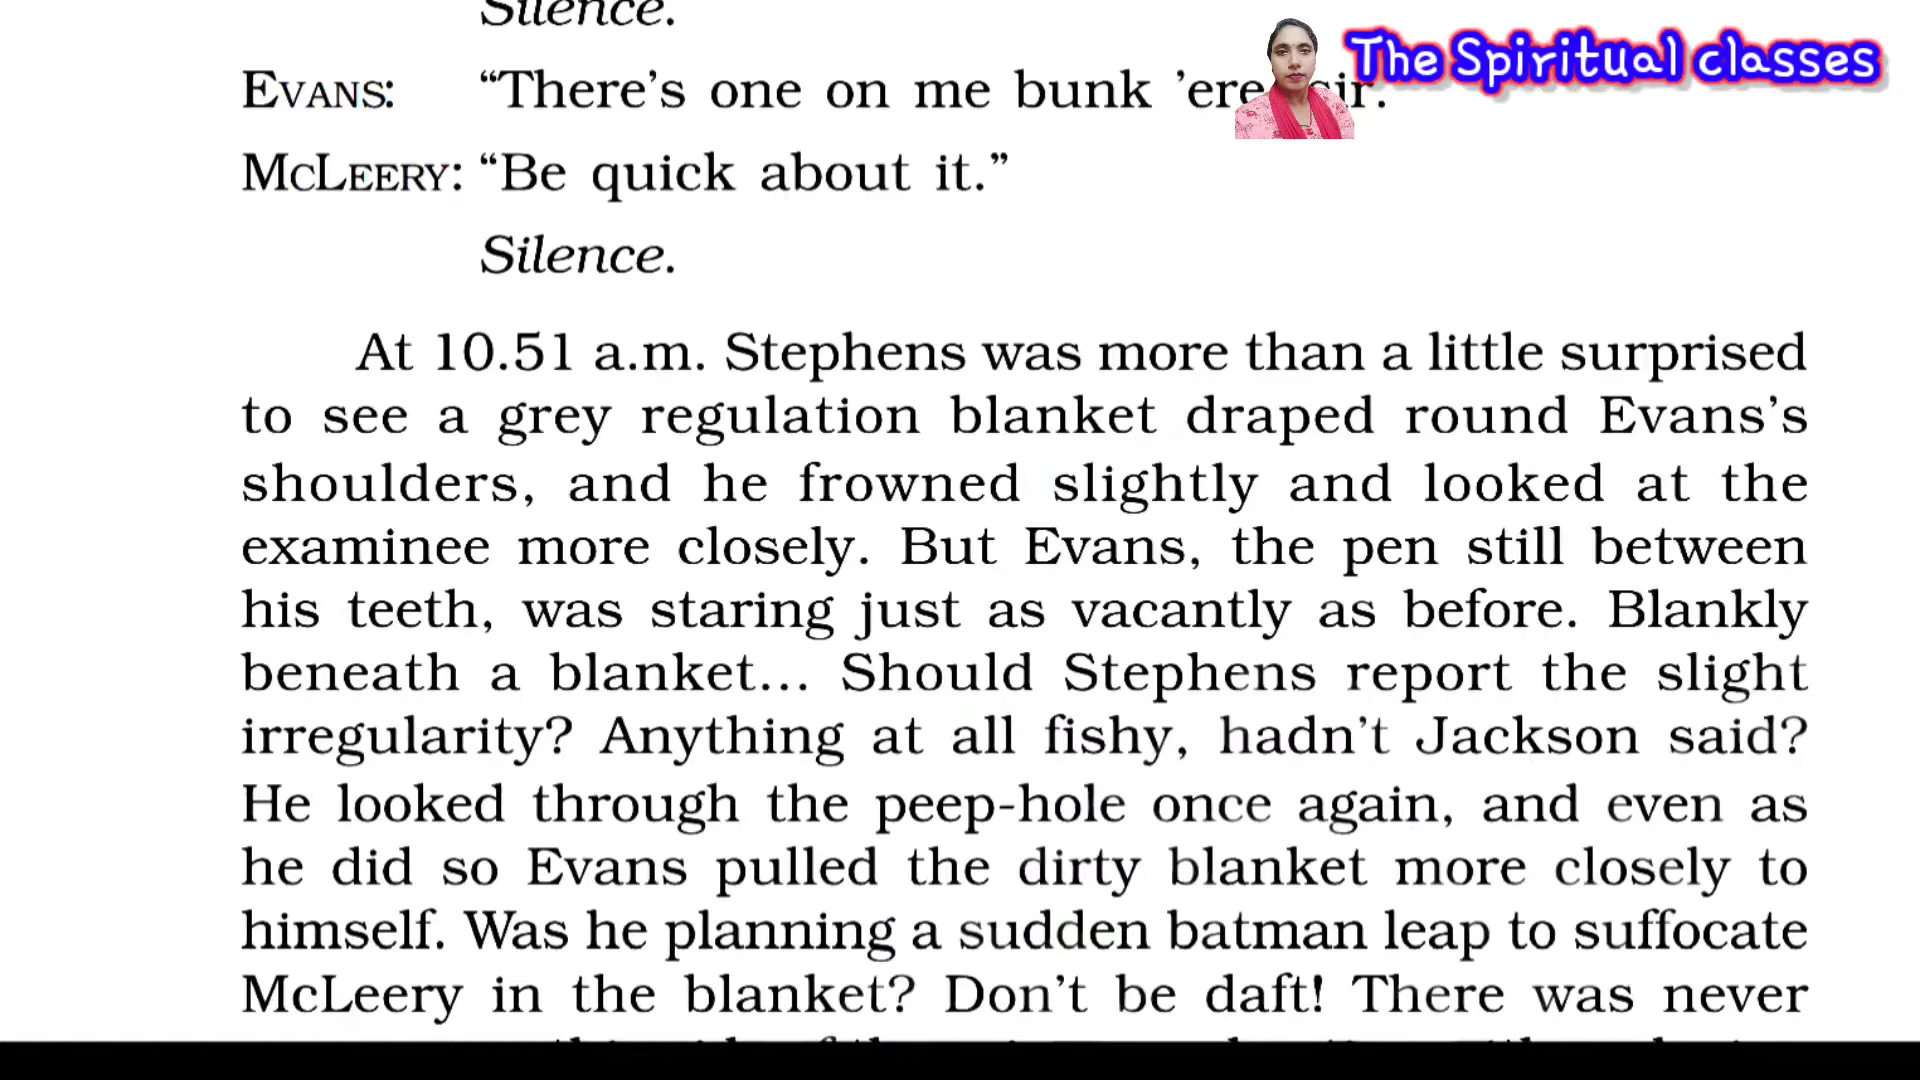 Silence.
The Spiritual classes
EVANS: “There’s one on me bunk ’ere sir.
MCLEERY: “Be quick about it.”
Silence.
At 10.51 a.m. Stephens was more than a little surprised
to see a grey regulation blanket draped round Evans’s
shoulders, and he frowned slightly and looked at the
examinee more closely. But Evans, the pen still between
his teeth, was staring just as vacantly as before. Blankly
beneath a blanket... Should Stephens report the slight
irregularity? Anything at all fishy, hadn’t Jackson said?
He looked through the peep-hole once again, and even as
he did so Evans pulled the dirty blanket more closely to
himself. Was he planning a sudden batman leap to suffocate
McLeery in the blanket? Don’t be daft! There was never